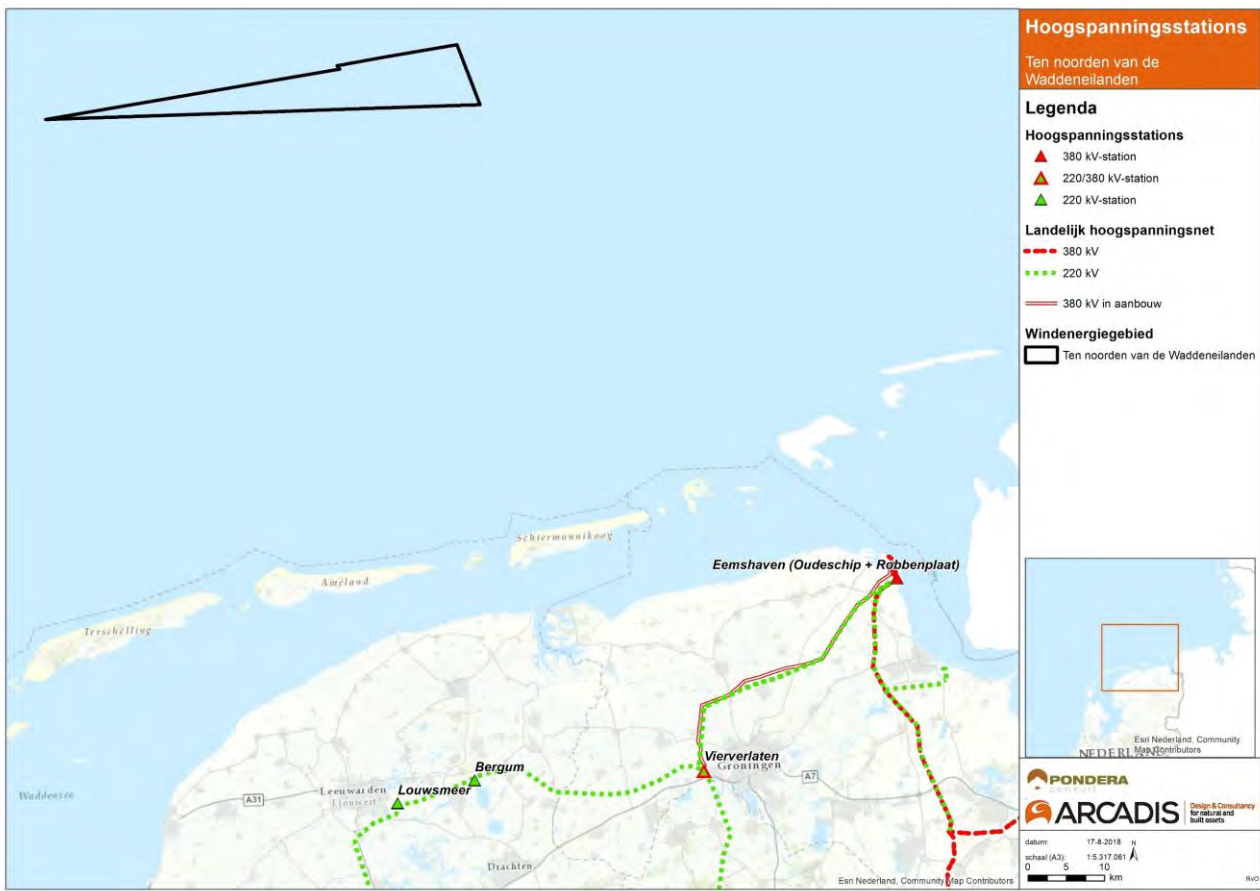 Hoogspanningsstations
Ten noorden van de
Waddeneilanden
Legenda
Hoogspanningsstations
380 kV-station
220/380 kV-station
220 kV-station
Landelijk hoogspanningsnet
380 kV
220 kV
380 kV in aanbouw
Windenergiegebied
Ten noorden van de Waddeneilanden
Schiermonnikoog
Ameland
Terschelling
Eemshaven (Oudeschip + Robbenplaat)
Vierverlaten
Groningen
A7
Bergum
Leeuwarden
Ljouwert
Louwsmeer
A31
Waddenzee
Drachten
Esri Nederland, Community Map Contributors
Esri Nederland, Community
Map Contributors
NEDERLAND
PONDERA
consult
ARCADIS
Design & Consultancy
for natural and
built assets
datum: 17-8-2018
N
schaal (A3): 1:5.317.061
0 5 10
km